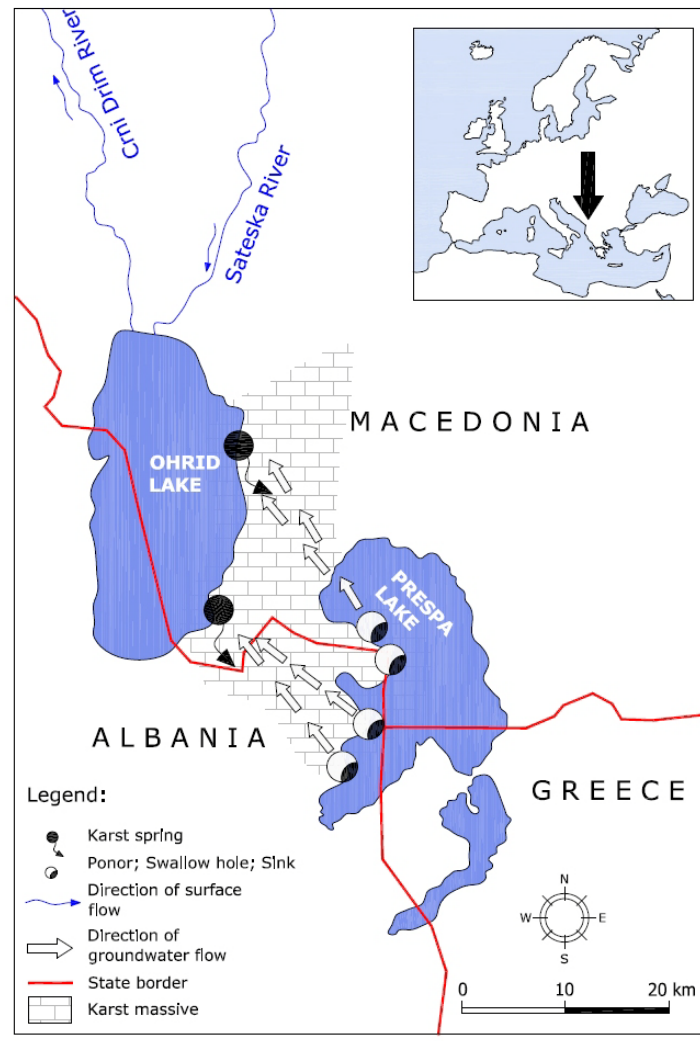 Crni Drim River
Sateska River
MACEDONIA
OHRID
LAKE
PRESPA
LAKE
ALBANIA
GREECE
Legend:
Karst spring
Ponor; Swallow hole; Sink
Direction of surface
flow
Direction of
groundwater flow
State border
Karst massive
N
W
E
S
0
10
20 km